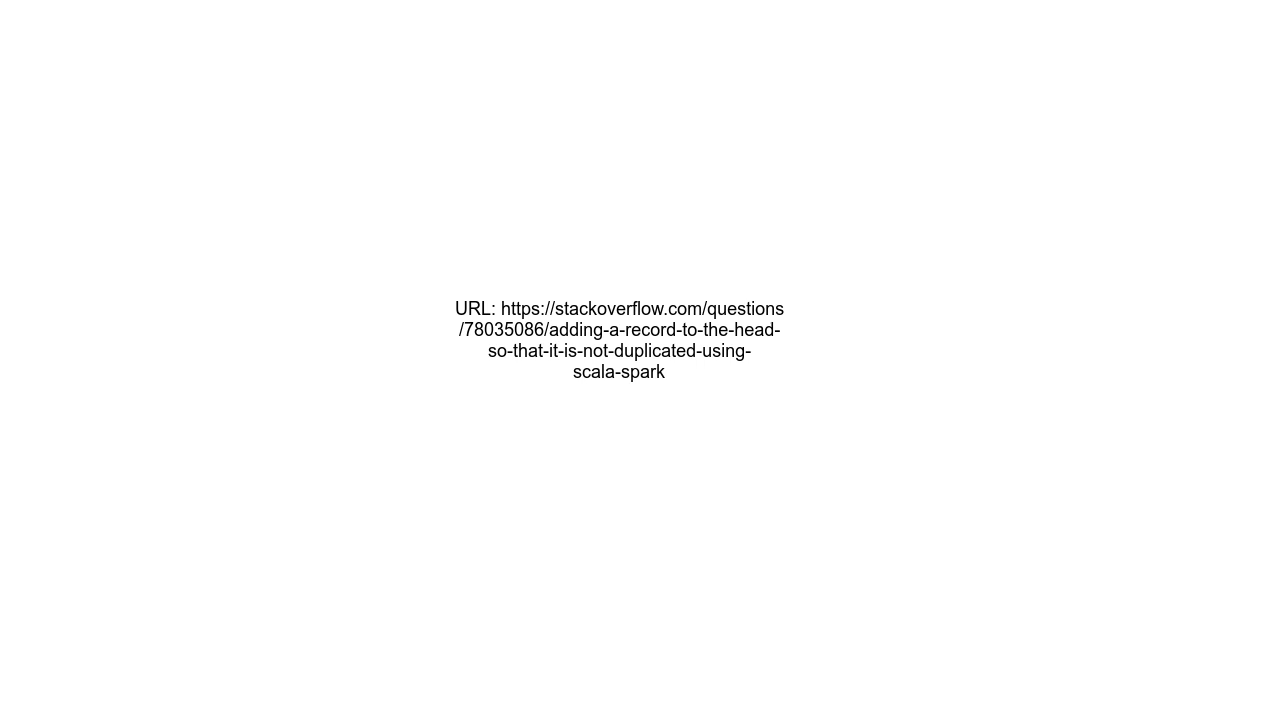 URL: https://stackoverflow.com/questions
/78035086/adding-a-record-to-the-head-
so-that-it-is-not-duplicated-using-
scala-spark